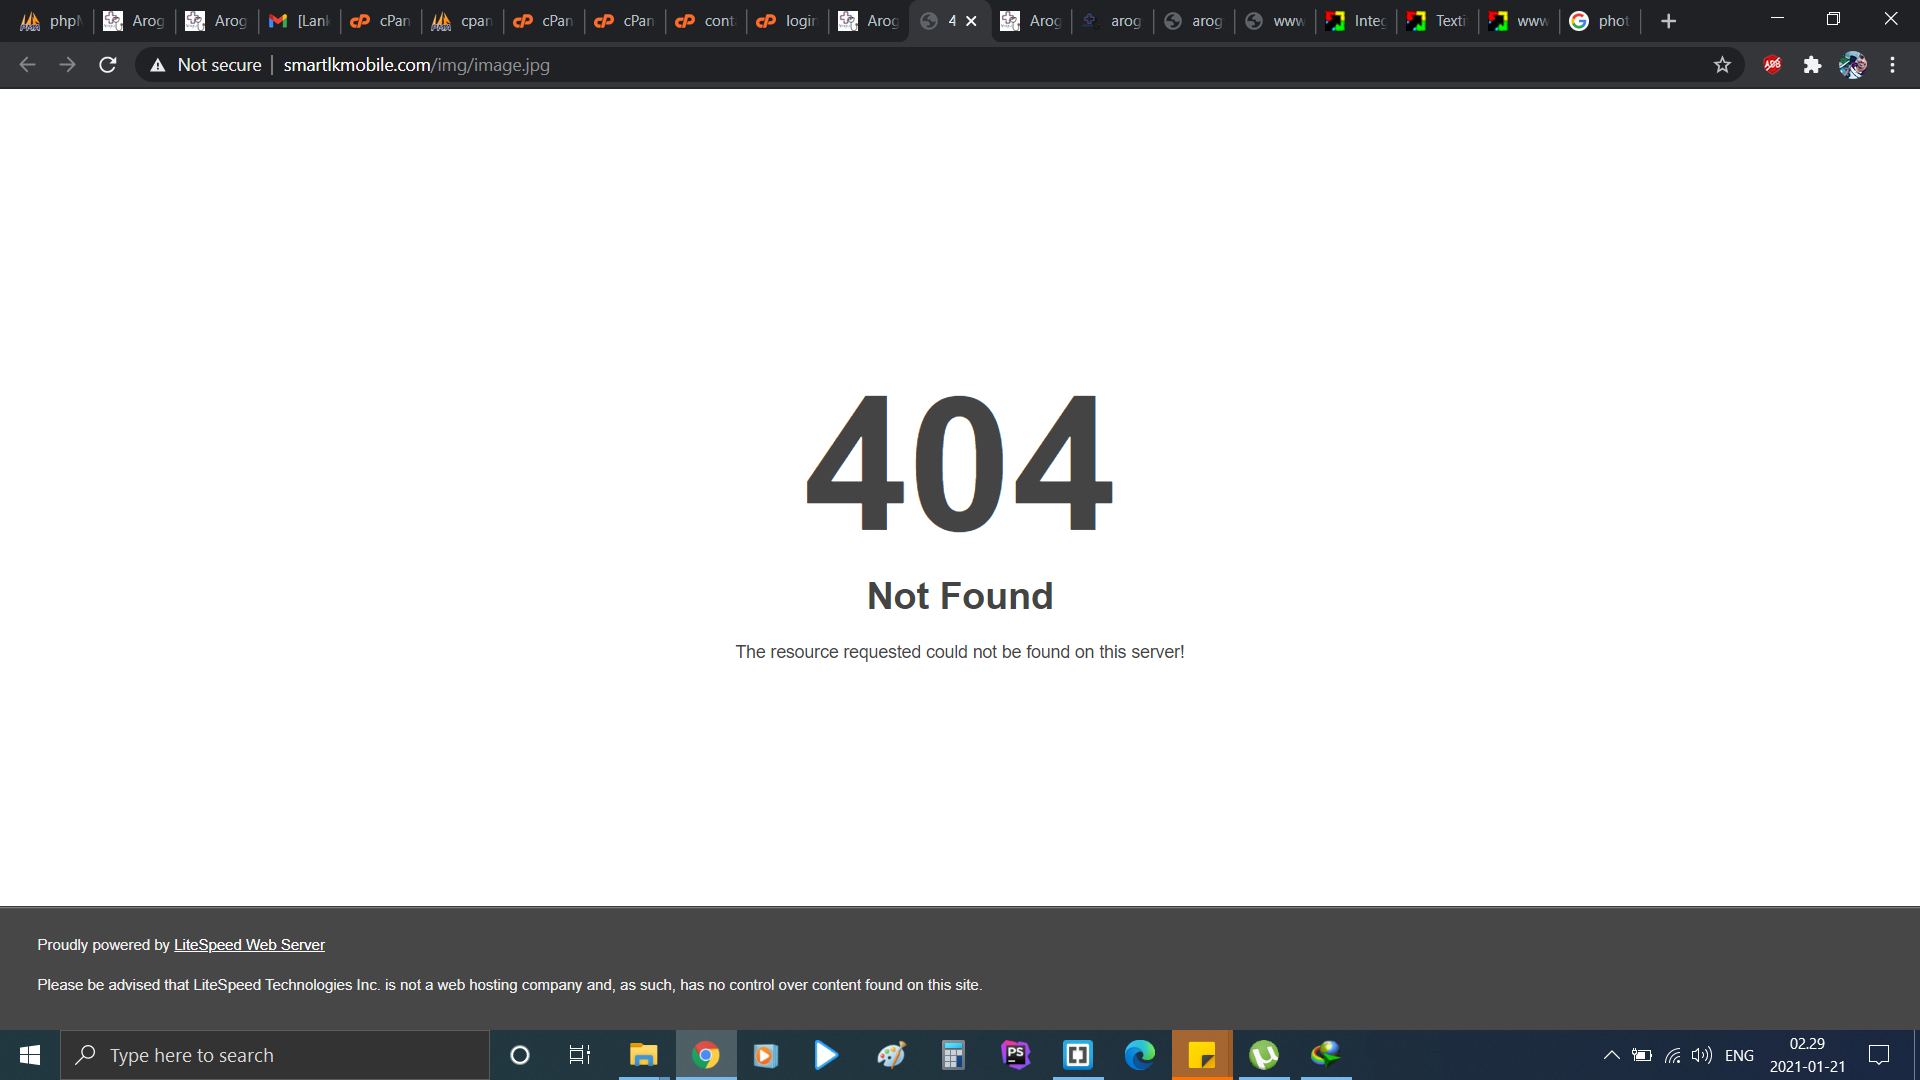 phpM Arog Arog [Lank cPan cpan cPan cPan cont login Arog 4 Arog arog arog www Integ Texti www phot
Not secure smartlkmobile.com/img/image.jpg
404
Not Found
The resource requested could not be found on this server!
Proudly powered by LiteSpeed Web Server
Please be advised that LiteSpeed Technologies Inc. is not a web hosting company and, as such, has no control over content found on this site.
Type here to search
ENG
02.29
2021-01-21